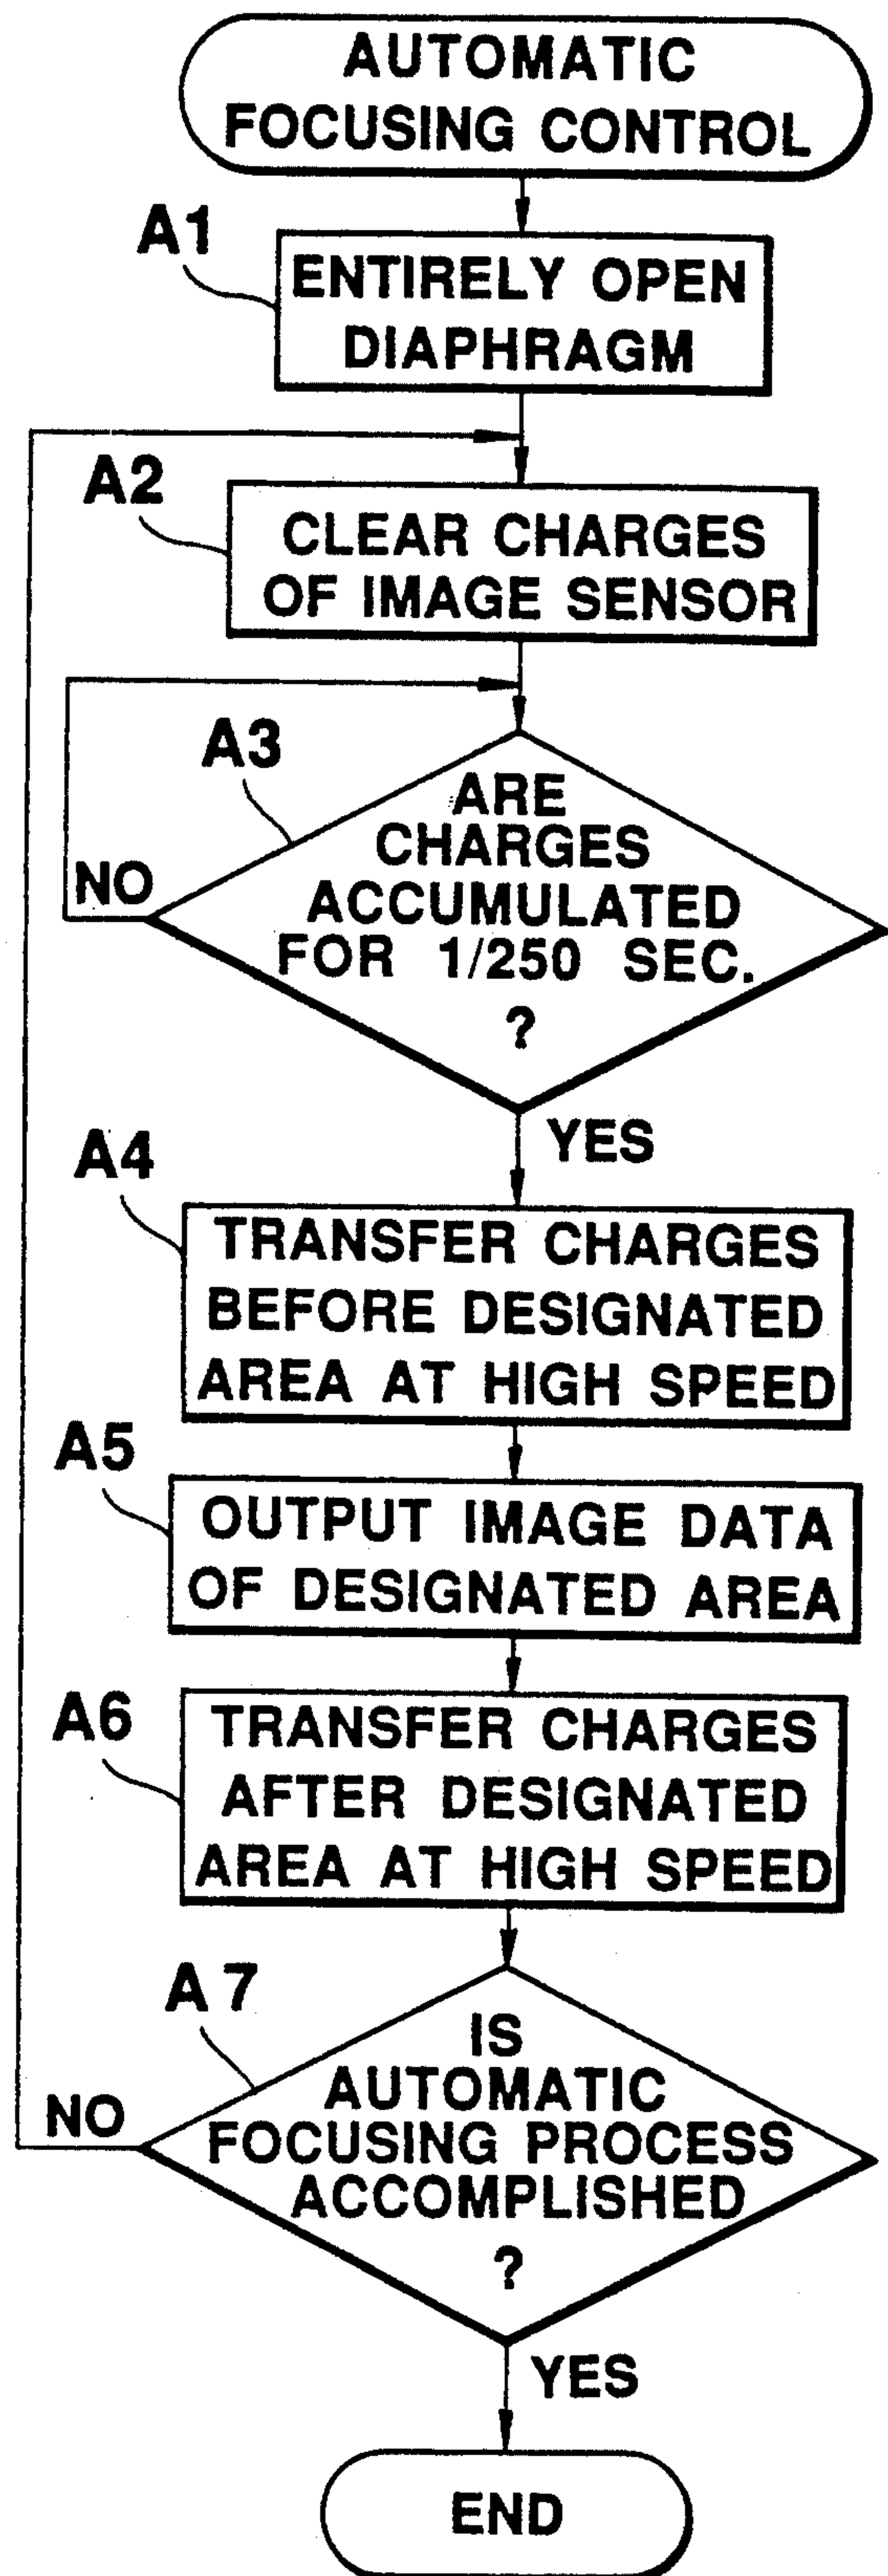 AUTOMATIC
FOCUSING CONTROL
A1
ENTIRELY OPEN
DIAPHRAGM
A2
CLEAR CHARGES
OF IMAGE SENSOR
A3
ARE
CHARGES
ACCUMULATED
FOR 1/250 SEC.
?
NO
YES
A4
TRANSFER CHARGES
BEFORE DESIGNATED
AREA AT HIGH SPEED
A5
OUTPUT IMAGE DATA
OF DESIGNATED AREA
A6
TRANSFER CHARGES
AFTER DESIGNATED
AREA AT HIGH SPEED
A7
IS
AUTOMATIC
FOCUSING PROCESS
ACCOMPLISHED
?
NO
YES
END